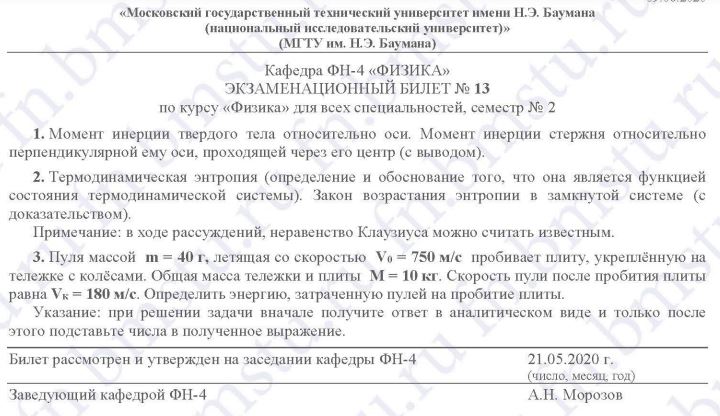 «Московский государственный технический университет имени Н.Э. Баумана
(национальный исследовательский университет)»
(МГТУ им. Н.Э. Баумана)
Кафедра ФН-4 «ФИЗИКА»
ЭКЗАМЕНАЦИОННЫЙ БИЛЕТ № 13
по курсу «Физика» для всех специальностей, семестр № 2
1. Момент инерции твердого тела относительно оси. Момент инерции стержня относительно
перпендикулярной ему оси, проходящей через его центр (с выводом).
2. Термодинамическая энтропия (определение и обоснование того, что она является функцией
состояния термодинамической системы). Закон возрастания энтропии в замкнутой системе (с
доказательством).
Примечание: в ходе рассуждений, неравенство Клаузиуса можно считать известным.
3. Пуля массой m = 40 г, летящая со скоростью V0 = 750 м/с пробивает плиту, укреплённую на
тележке с колёсами. Общая масса тележки и плиты M = 10 кг. Скорость пули после пробития плиты
равна Vк = 180 м/с. Определить энергию, затраченную пулей на пробитие плиты.
Указание: при решении задачи вначале получите ответ в аналитическом виде и только после
этого подставьте числа в полученное выражение.
Билет рассмотрен и утвержден на заседании кафедры ФН-4 21.05.2020 г.
(число, месяц, год)
Заведующий кафедрой ФН-4 А.Н. Морозов